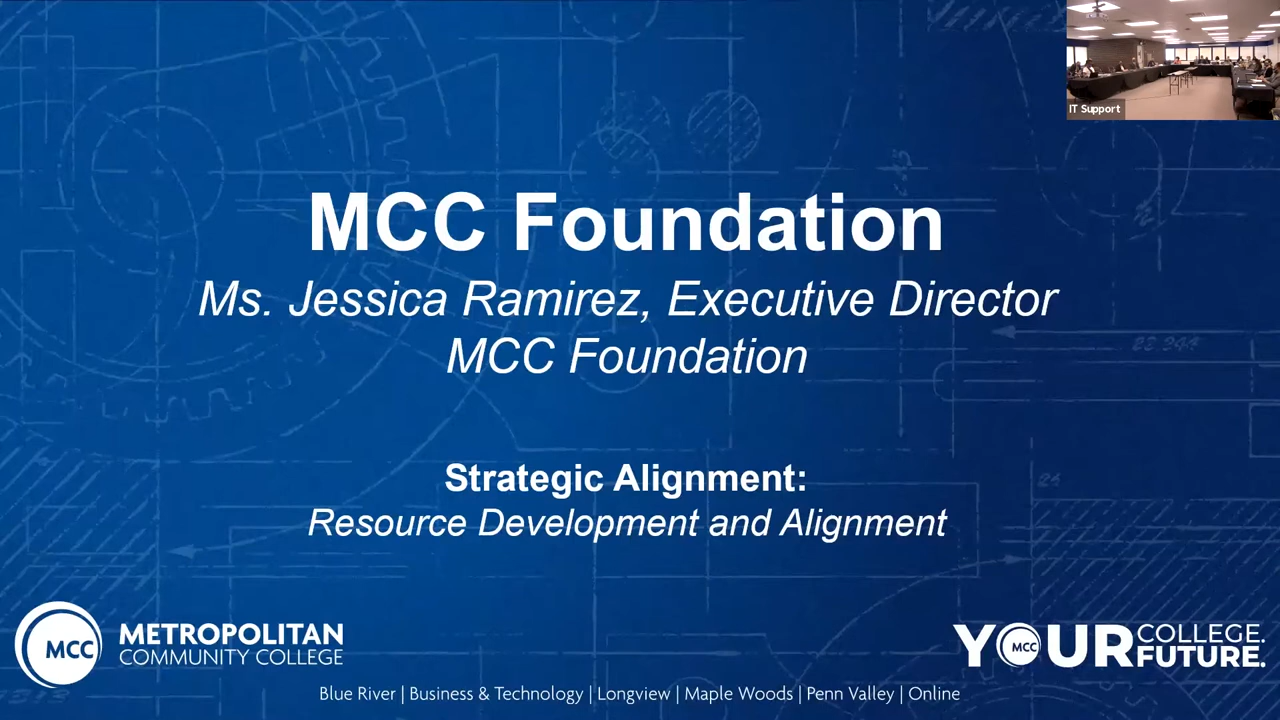 IT Support
MCC Foundation
Ms. Jessica Ramirez, Executive Director
MCC Foundation
Strategic Alignment:
Resource Development and Alignment
MCC
METROPOLITAN
COMMUNITY COLLEGE
YOUR COLLEGE.
MCC FUTURE.
Blue River | Business & Technology | Longview | Maple Woods | Penn Valley | Online